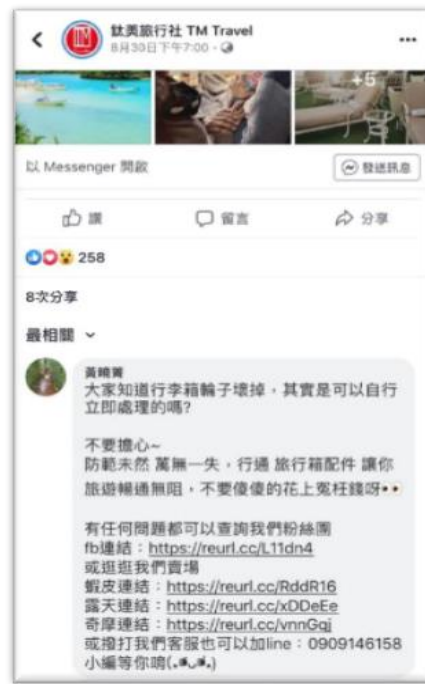 鈦美旅行社 TM Travel
8月30日下午7:00
+5
以 Messenger 開啟
發送訊息
讚
留言
分享
258
8次分享
最相關
黃曉菁
大家知道行李箱輪子壞掉，其實是可以自行
立即處理的嗎?
不要擔心~
防範未然 萬無一失，行通 旅行箱配件 讓你
旅遊暢通無阻，不要傻傻的花上冤枉錢呀👀
有任何問題都可以查詢我們粉絲團
fb連結：https://reurl.cc/L11dn4
或逛逛我們賣場
蝦皮連結：https://reurl.cc/RddR16
露天連結：https://reurl.cc/xDDeEe
奇摩連結：https://reurl.cc/vnnGqj
或撥打我們客服也可以加line：0909146158
小編等你唷